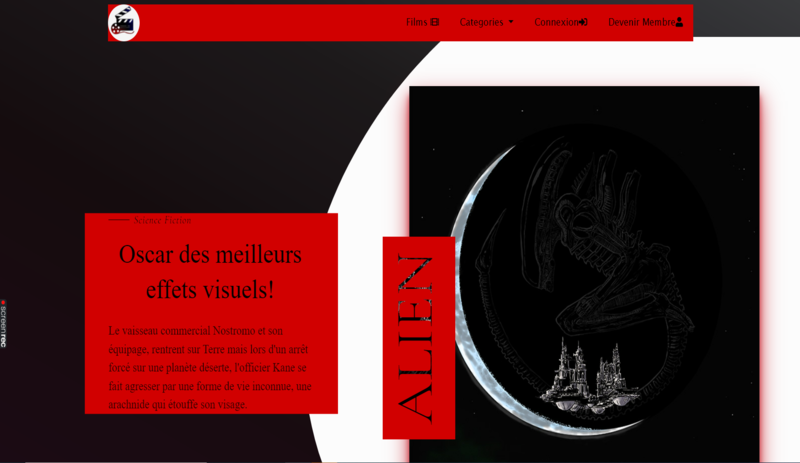 Films
Categories
Connexion
Devenir Membre
Science Fiction
Oscar des meilleurs
effets visuels!
Le vaisseau commercial Nostromo et son
équipage, rentrent sur Terre mais lors d'un arrêt
forcé sur une planète déserte, l'officier Kane se
fait agresser par une forme de vie inconnue, une
arachnide qui étouffe son visage.
ALIEN
screenrec